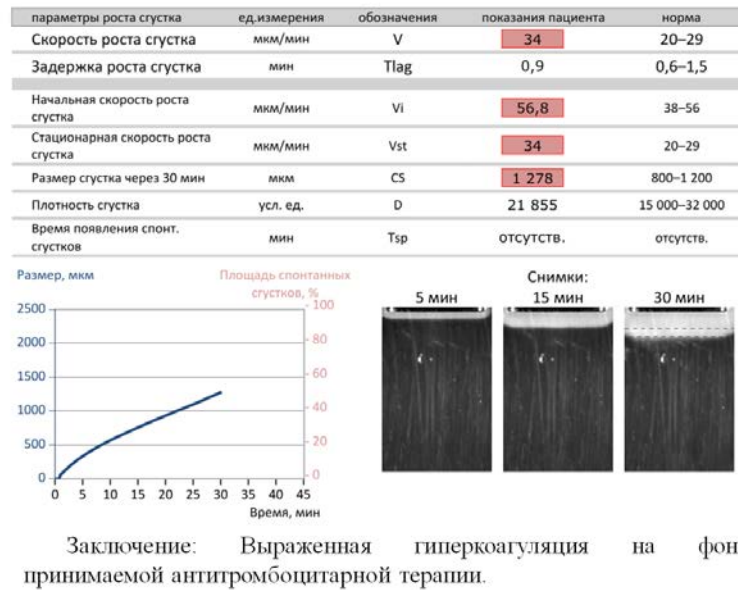 параметры роста сгустка ед.измерения обозначения показания пациента норма
Скорость роста сгустка мкм/мин V 34 20–29
Задержка роста сгустка мин Tlag 0,9 0,6–1,5
Начальная скорость роста
сгустка мкм/мин Vi 56,8 38–56
Стационарная скорость роста
сгустка мкм/мин Vst 34 20–29
Размер сгустка через 30 мин мкм CS 1 278 800–1 200
Плотность сгустка усл. ед. D 21 855 15 000–32 000
Время появления спонт.
сгустков мин Tsp отсутств. отсутств.
Размер, мкм
Площадь спонтанных
сгустков, %
2500
2000
1500
1000
500
0
100
80
60
40
20
0
0 5 10 15 20 25 30 35 40 45
Время, мин
Снимки:
5 мин 15 мин 30 мин
Заключение: Выраженная гиперкоагуляция на фон
принимаемой антитромбоцитарной терапии.